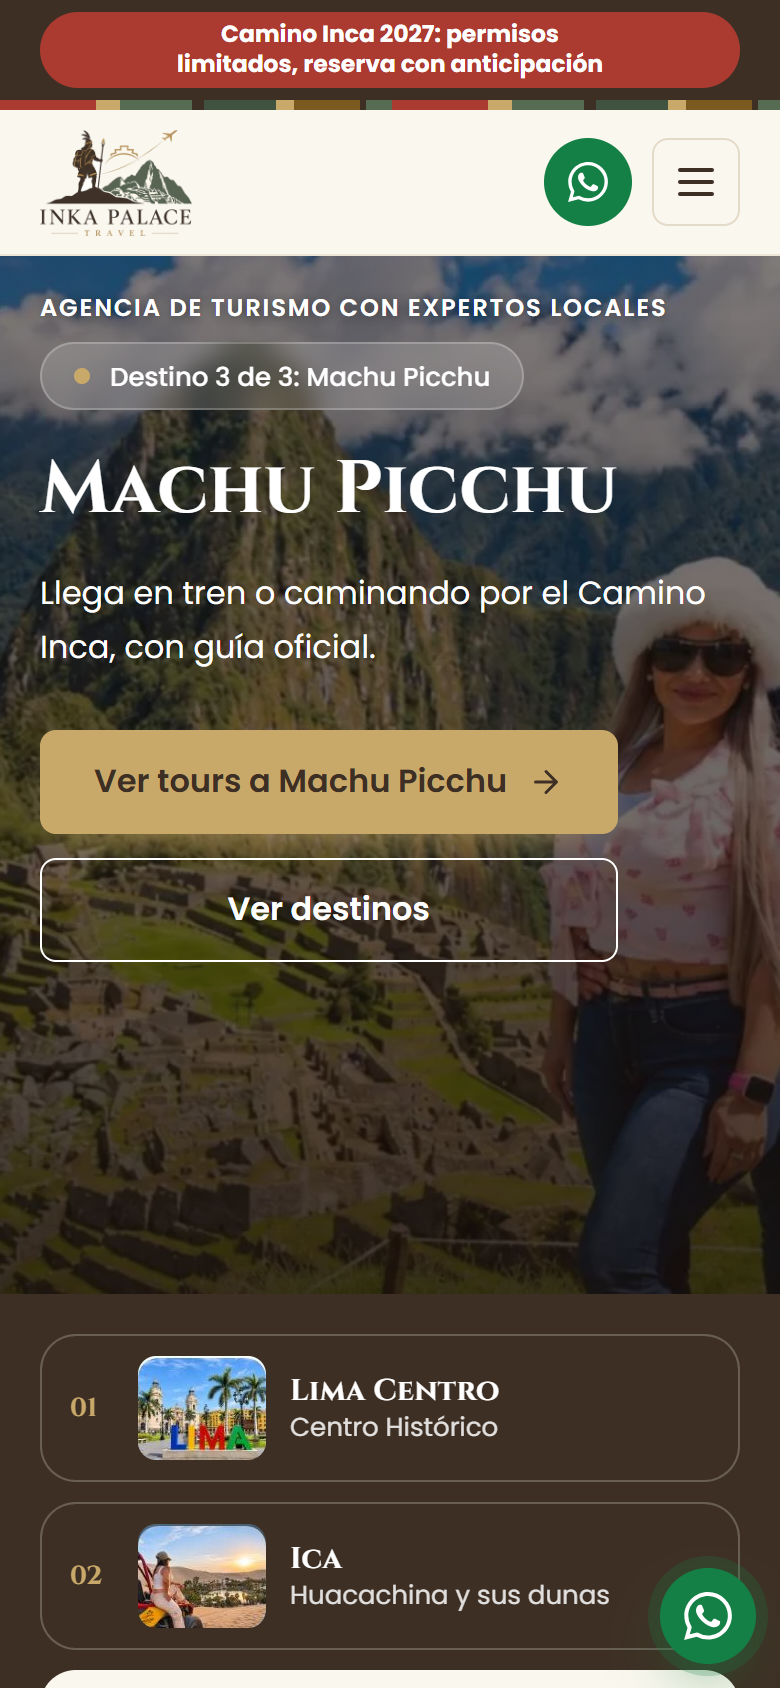 Camino Inca 2027: permisos
limitados, reserva con anticipación
INKA PALACE
TRAVEL
AGENCIA DE TURISMO CON EXPERTOS LOCALES
Destino 3 de 3: Machu Picchu
Machu Picchu
Llega en tren o caminando por el Camino
Inca, con guía oficial.
Ver tours a Machu Picchu
Ver destinos
01
Lima Centro
Centro Histórico
LIMA
02
Ica
Huacachina y sus dunas